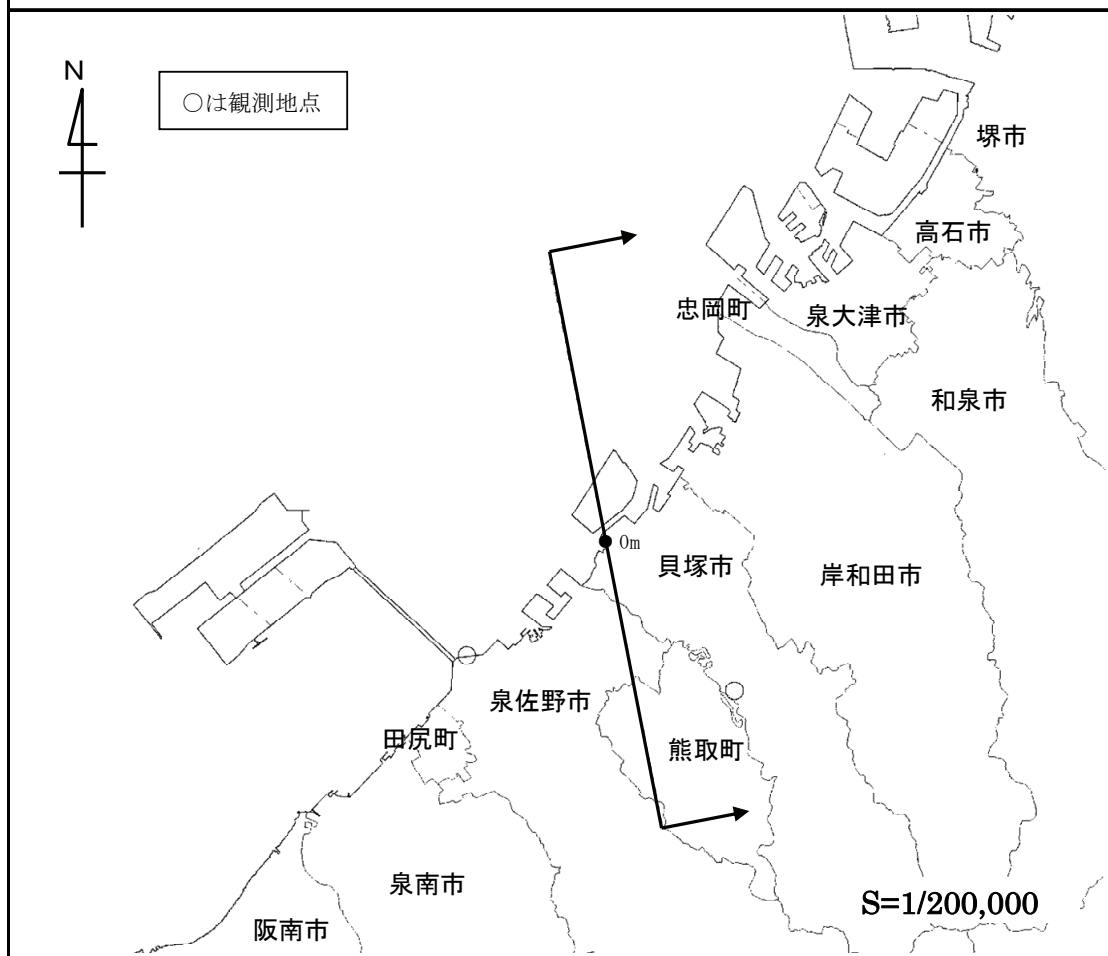 N
○は観測地点
堺市
高石市
忠岡町
泉大津市
和泉市
0m
貝塚市
岸和田市
泉佐野市
田尻町
熊取町
泉南市
S=1/200,000
阪南市